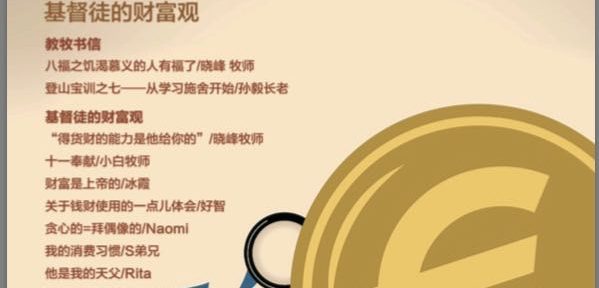 基督徒的财富观
教牧书信
八福之饥渴慕义的人有福了/晓峰 牧师
登山宝训之七——从学习施舍开始/孙毅长老
基督徒的财富观
“得货财的能力是他给你的”/晓峰牧师
十一奉献/小白牧师
财富是上帝的/冰霞
关于钱财使用的一点儿体会/好智
贪心的=拜偶像的/Naomi
我的消费习惯/S弟兄
他是我的天父/Rita